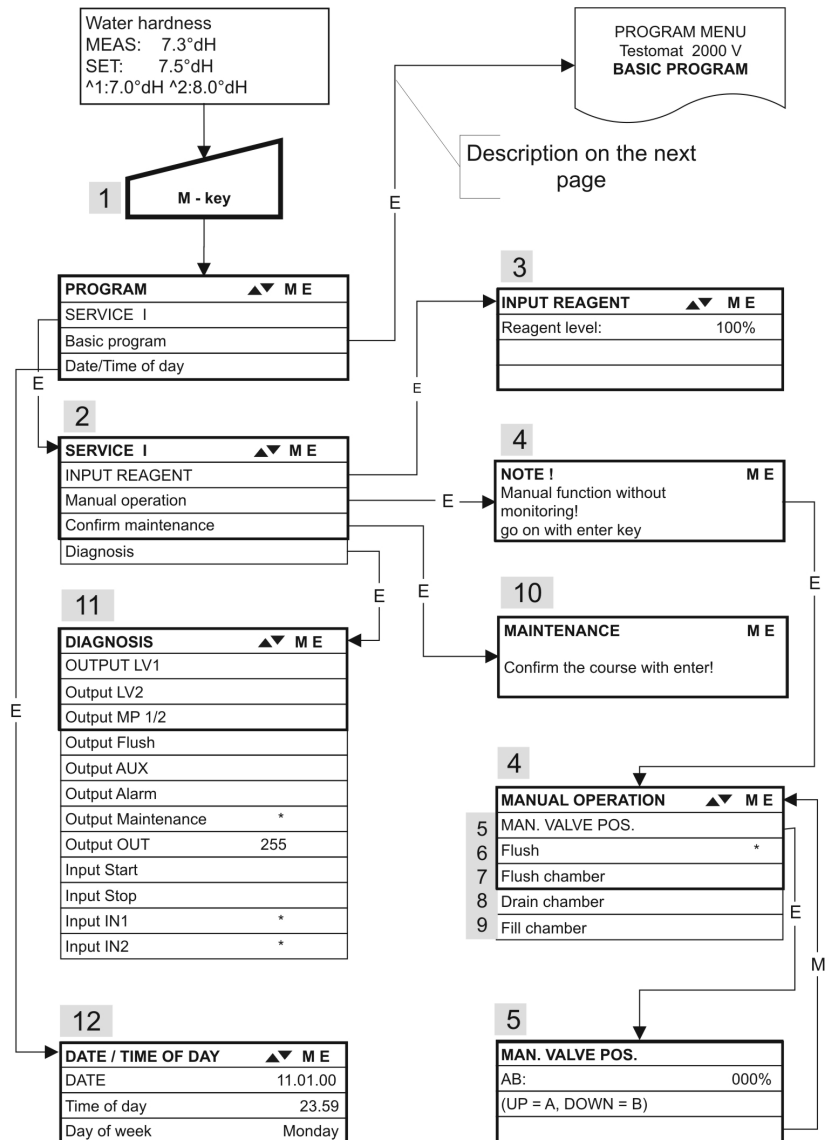 Water hardness
MEAS: 7.3°dH
SET: 7.5°dH
^1:7.0°dH ^2:8.0°dH
PROGRAM MENU
Testomat 2000 V
BASIC PROGRAM
Description on the next
page
1
M - key
E
PROGRAM ▲▼ M E
SERVICE I
Basic program
Date/Time of day
E
3
INPUT REAGENT ▲▼ M E
Reagent level: 100%
E
2
SERVICE I ▲▼ M E
INPUT REAGENT
Manual operation
Confirm maintenance
Diagnosis
E
4
NOTE ! M E
Manual function without
monitoring!
go on with enter key
E
E
E
10
MAINTENANCE M E
Confirm the course with enter!
11
DIAGNOSIS ▲▼ M E
OUTPUT LV1
Output LV2
Output MP 1/2
Output Flush
Output AUX
Output Alarm
Output Maintenance *
Output OUT 255
Input Start
Input Stop
Input IN1 *
Input IN2 *
E
4
MANUAL OPERATION ▲▼ M E
5 MAN. VALVE POS.
6 Flush *
7 Flush chamber
8 Drain chamber
9 Fill chamber
E
M
12
DATE / TIME OF DAY ▲▼ M E
DATE 11.01.00
Time of day 23.59
Day of week Monday
5
MAN. VALVE POS.
AB: 000%
(UP = A, DOWN = B)